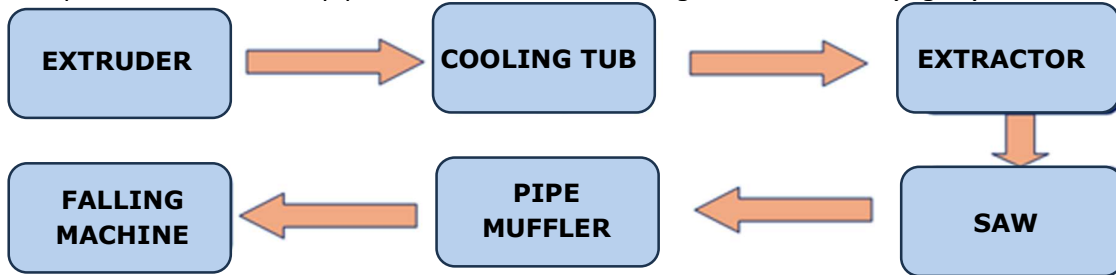 EXTRUDER
COOLING TUB
EXTRACTOR
FALLING
MACHINE
PIPE
MUFFLER
SAW